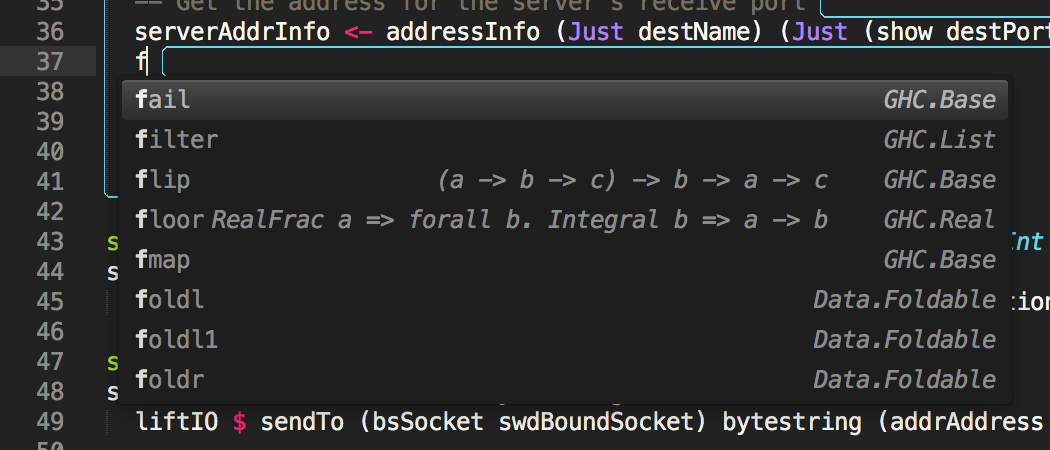 35 -- Get the address for the server's receive port
36 serverAddrInfo <- addressInfo (Just destName) (Just (show destPort
37 f
38 fail GHC.Base
39 filter GHC.List
40
41 flip (a -> b -> c) -> b -> a -> c GHC.Base
42 floor RealFrac a => forall b. Integral b => a -> b GHC.Real
43 s Int
44 s fmap GHC.Base
45 foldl Data.Foldable tion
46 foldl1 Data.Foldable
47 s
48 s foldr Data.Foldable
49 liftIO $ sendTo (bsSocket swdBoundSocket) bytestring (addrAddress
50